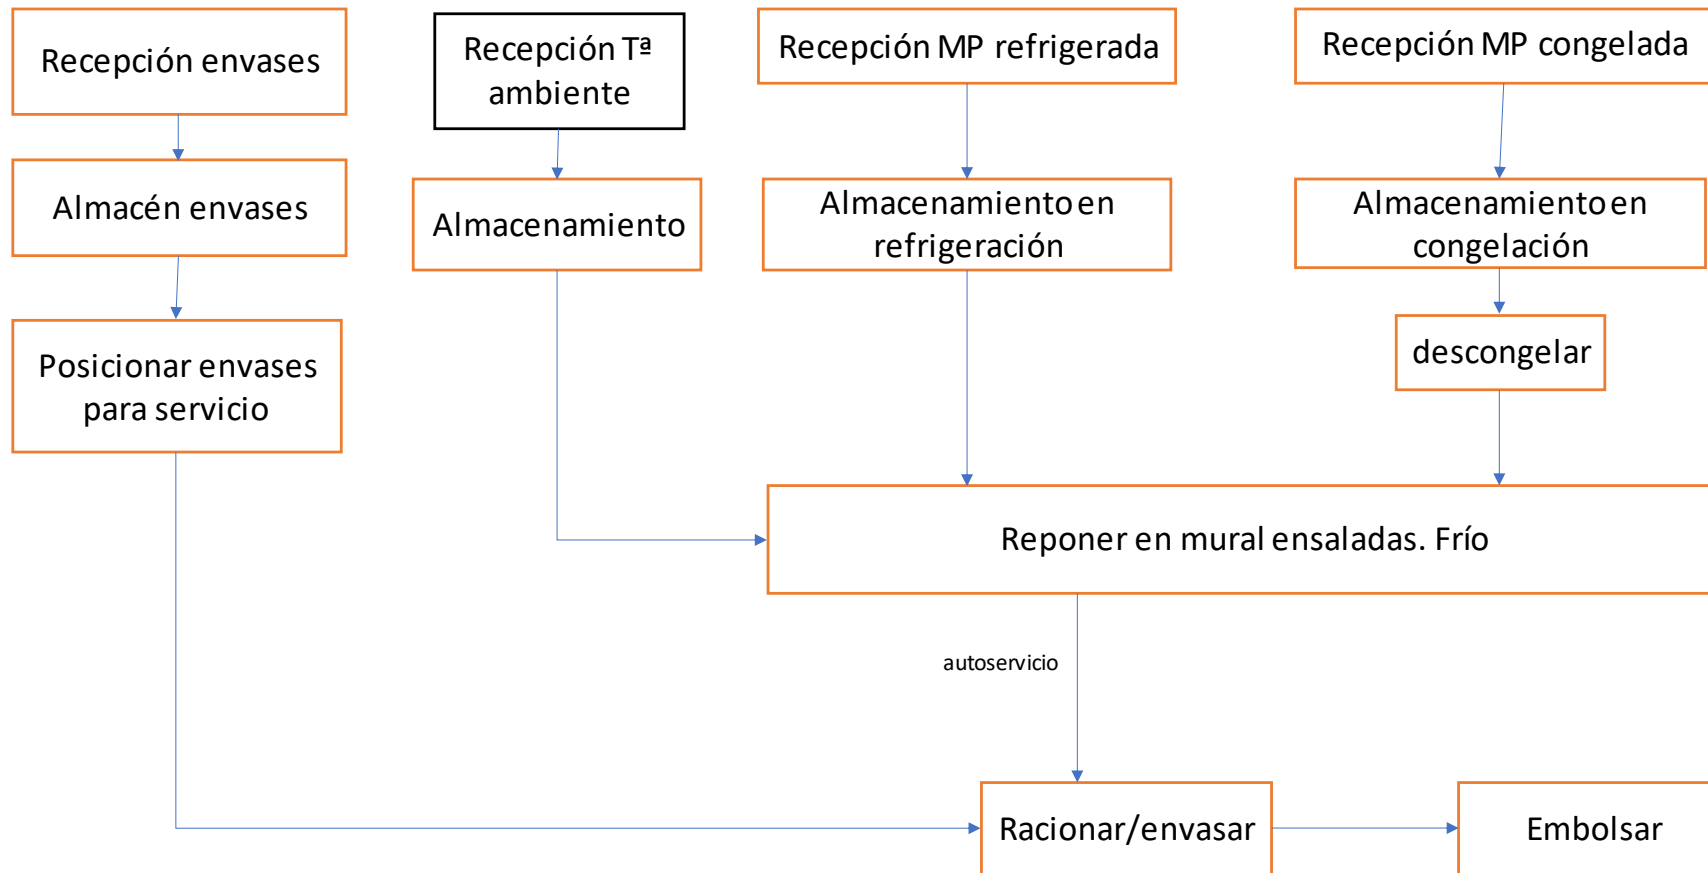 Recepción envases
Recepción Tª
ambiente
Recepción MP refrigerada
Recepción MP congelada
Almacén envases
Almacenamiento
Almacenamiento en
refrigeración
Almacenamiento en
congelación
Posicionar envases
para servicio
descongelar
Reponer en mural ensaladas. Frío
autoservicio
Racionar/envasar
Embolsar